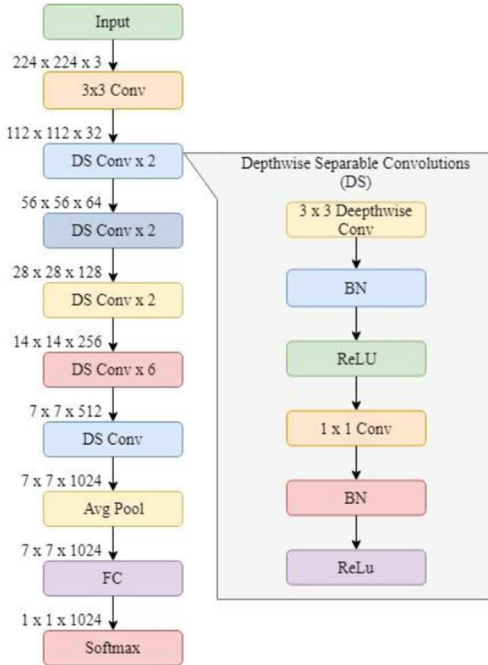 Input
224 x 224 x 3
3x3 Conv
112 x 112 x 32
DS Conv x 2
56 x 56 x 64
DS Conv x 2
28 x 28 x 128
DS Conv x 2
14 x 14 x 256
DS Conv x 6
7 x 7 x 512
DS Conv
7 x 7 x 1024
Avg Pool
7 x 7 x 1024
FC
1 x 1 x 1024
Softmax
Depthwise Separable Convolutions
(DS)
3 x 3 Deepthwise
Conv
BN
ReLU
1 x 1 Conv
BN
ReLu